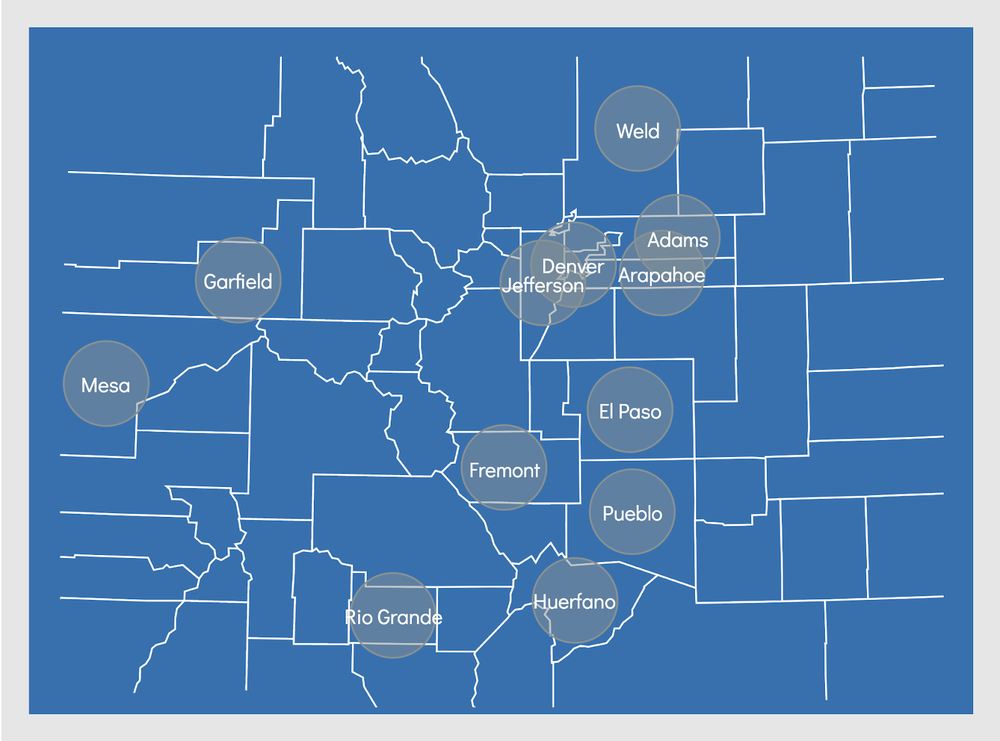 Weld
Adams
Denver
Arapahoe
Garfield
Jefferson
Mesa
El Paso
Fremont
Pueblo
Huerfano
Rio Grande